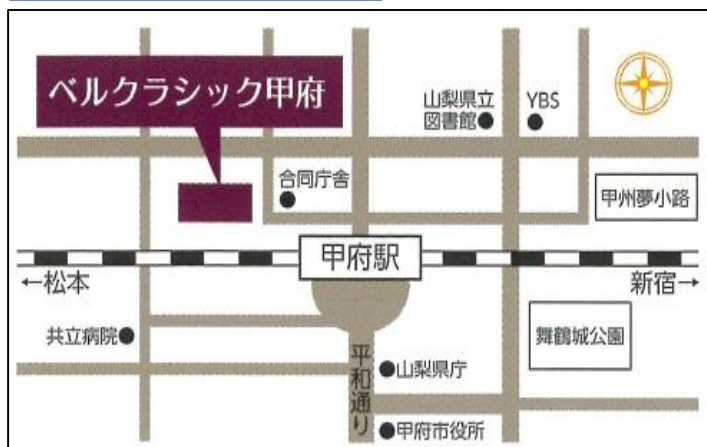 ベルクラシック甲府
山梨県立
図書館
YBS
合同庁舎
甲州夢小路
甲府駅
←松本
新宿→
共立病院
舞鶴城公園
平和通り
山梨県庁
甲府市役所